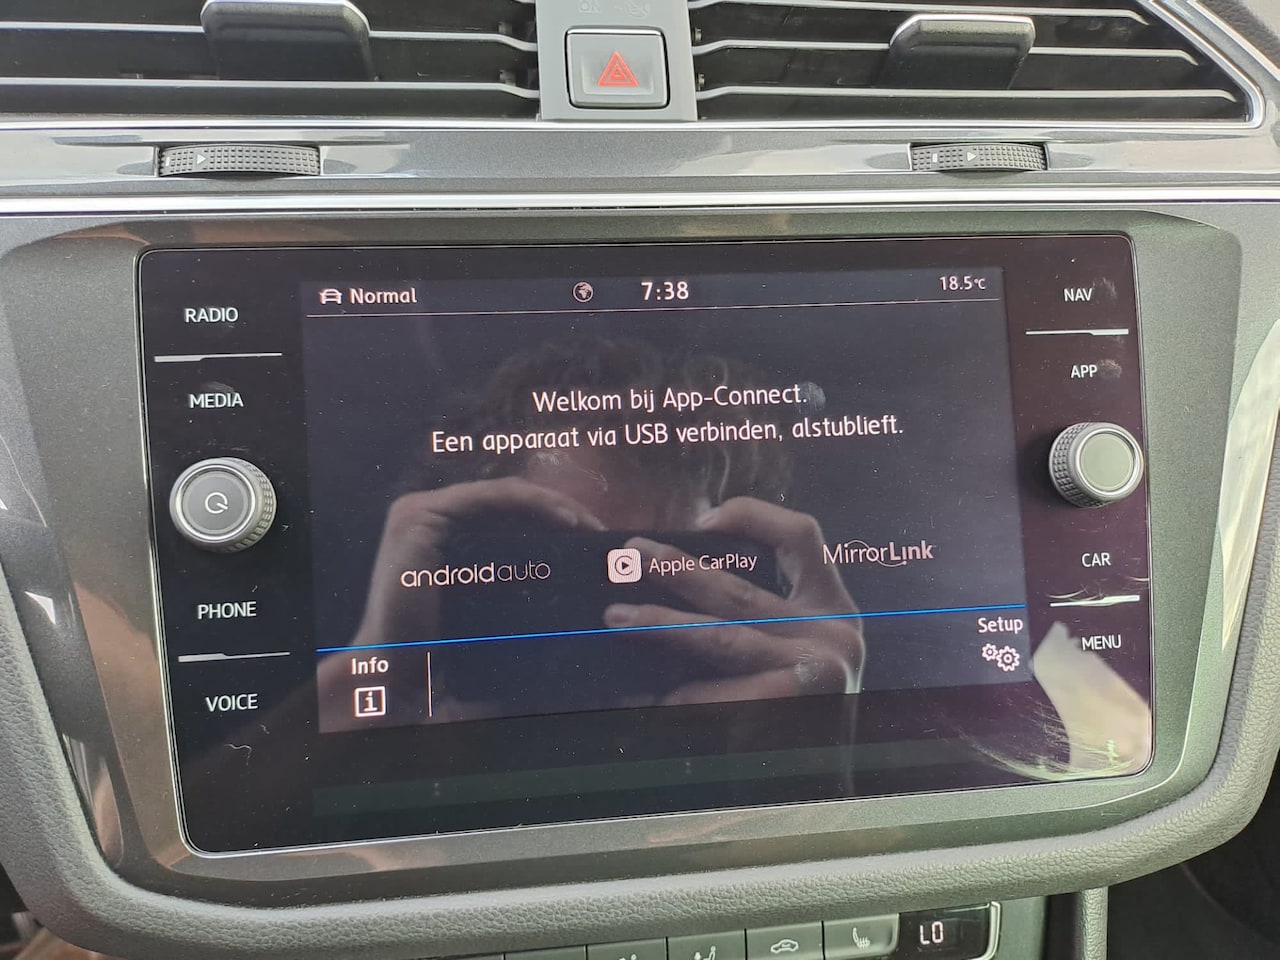 RADIO
MEDIA
PHONE
VOICE
Normal
7:38
18.5°C
Welkom bij App-Connect.
Een apparaat via USB verbinden, alstublieft.
androidauto
Apple CarPlay
MirrorLink
Info
i
Setup
NAV
APP
CAR
MENU
LO